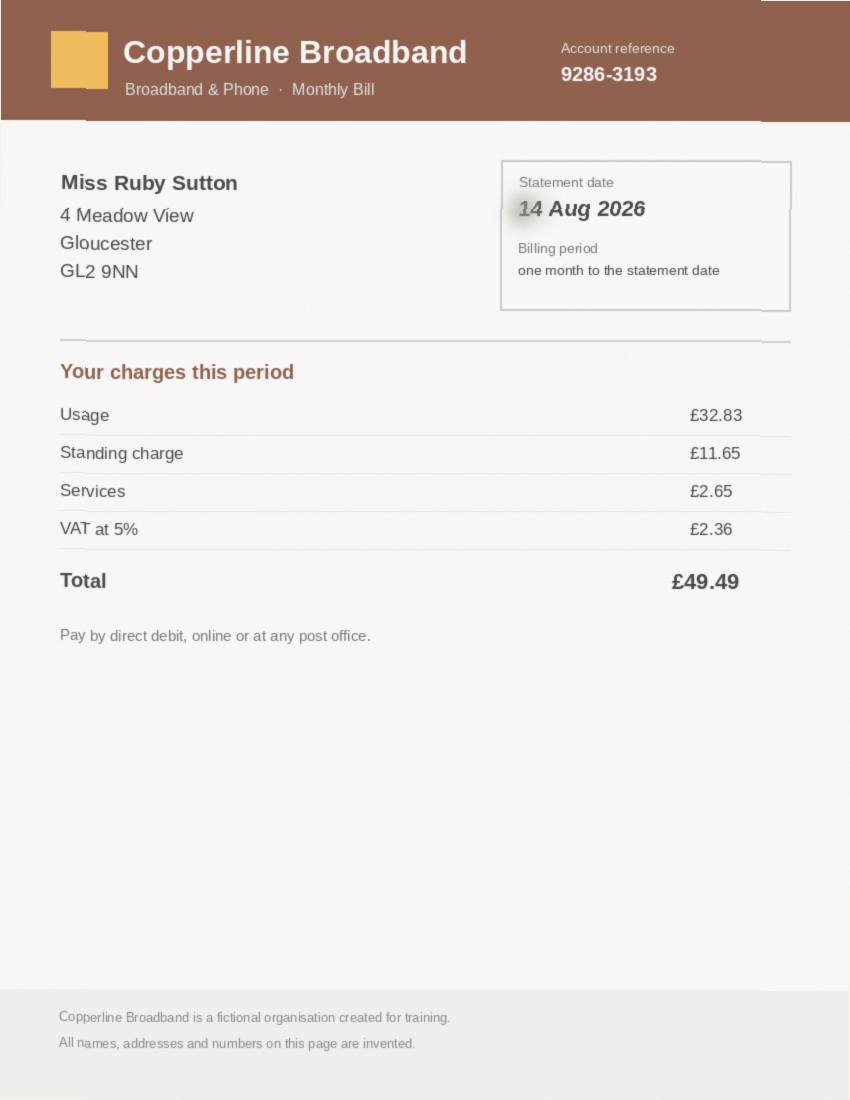 Copperline Broadband
Broadband & Phone · Monthly Bill
Account reference
9286-3193
Miss Ruby Sutton
4 Meadow View
Gloucester
GL2 9NN
Statement date
14 Aug 2026
Billing period
one month to the statement date
Your charges this period
Usage £32.83
Standing charge £11.65
Services £2.65
VAT at 5% £2.36
Total £49.49
Pay by direct debit, online or at any post office.
Copperline Broadband is a fictional organisation created for training.
All names, addresses and numbers on this page are invented.